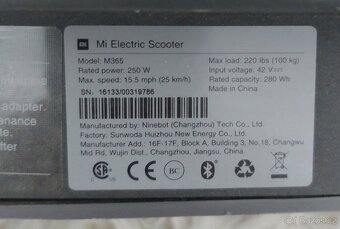 mi Mi Electric Scooter
Model: M365
Rated power: 250 W
Max speed: 15.5 mph (25 km/h)
SN: 16133/00319786
Max load: 220 lbs (100 kg)
Input voltage: 42 V
Rated capacity: 280 Wh
Made in China
adapter.
Manufactured by: Ninebot (Changzhou) Tech Co., Ltd.
Factory: Sunwoda Huizhou New Energy Co., Ltd.
Manufacturer Add.: 16F-17F, Block A, Building 3, No.18, Changwu
Mid Rd, Wujin Dist., Changzhou, Jiangsu, China.
CE
BC